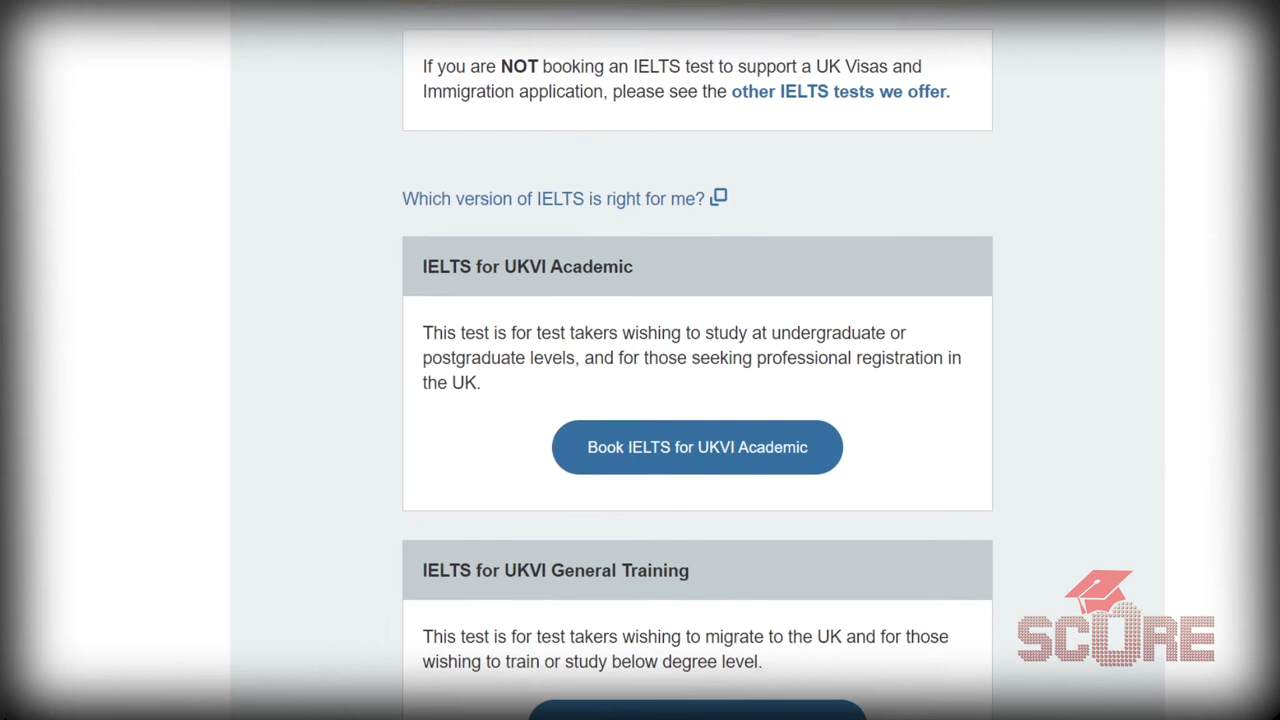 If you are NOT booking an IELTS test to support a UK Visas and
Immigration application, please see the other IELTS tests we offer.
Which version of IELTS is right for me?
IELTS for UKVI Academic
This test is for test takers wishing to study at undergraduate or
postgraduate levels, and for those seeking professional registration in
the UK.
Book IELTS for UKVI Academic
IELTS for UKVI General Training
This test is for test takers wishing to migrate to the UK and for those
wishing to train or study below degree level.
SCORE